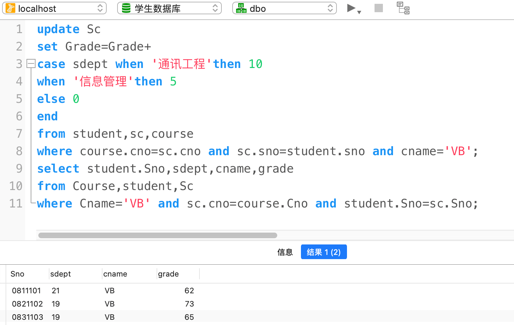 localhost 学生数据库 dbo
1 update Sc
2 set Grade=Grade+
3 case sdept when '通讯工程'then 10
4 when '信息管理'then 5
5 else 0
6 end
7 from student,sc,course
8 where course.cno=sc.cno and sc.sno=student.sno and cname='VB';
9 select student.Sno,sdept,cname,grade
10 from Course,student,Sc
11 where Cname='VB' and sc.cno=course.Cno and student.Sno=sc.Sno;
信息 结果 1 (2)
Sno sdept cname grade
0811101 21 VB 62
0821102 19 VB 73
0831103 19 VB 65